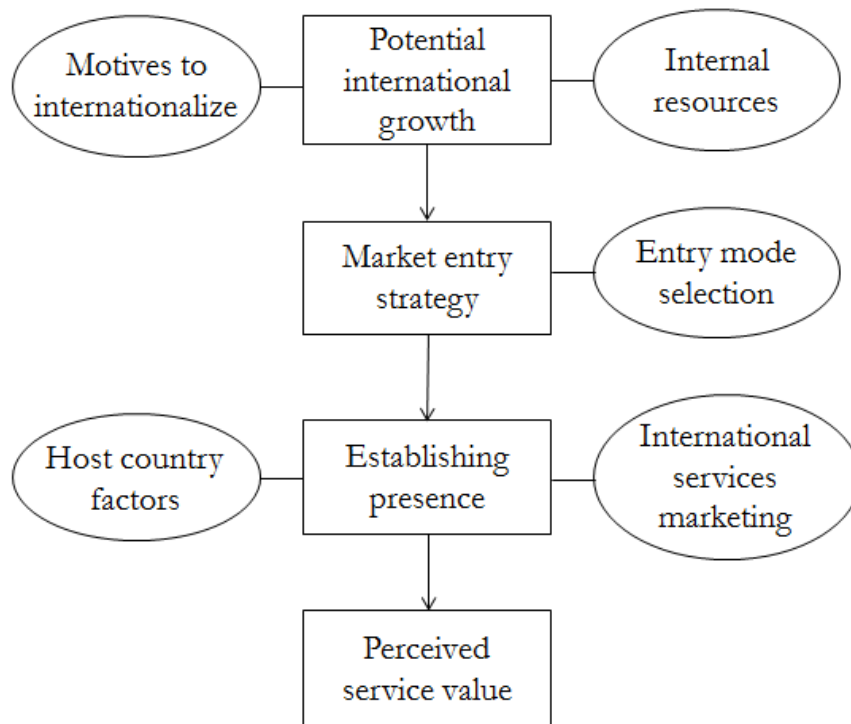 Motives to
internationalize
Potential
international
growth
Internal
resources
Market entry
strategy
Entry mode
selection
Host country
factors
Establishing
presence
International
services
marketing
Perceived
service value